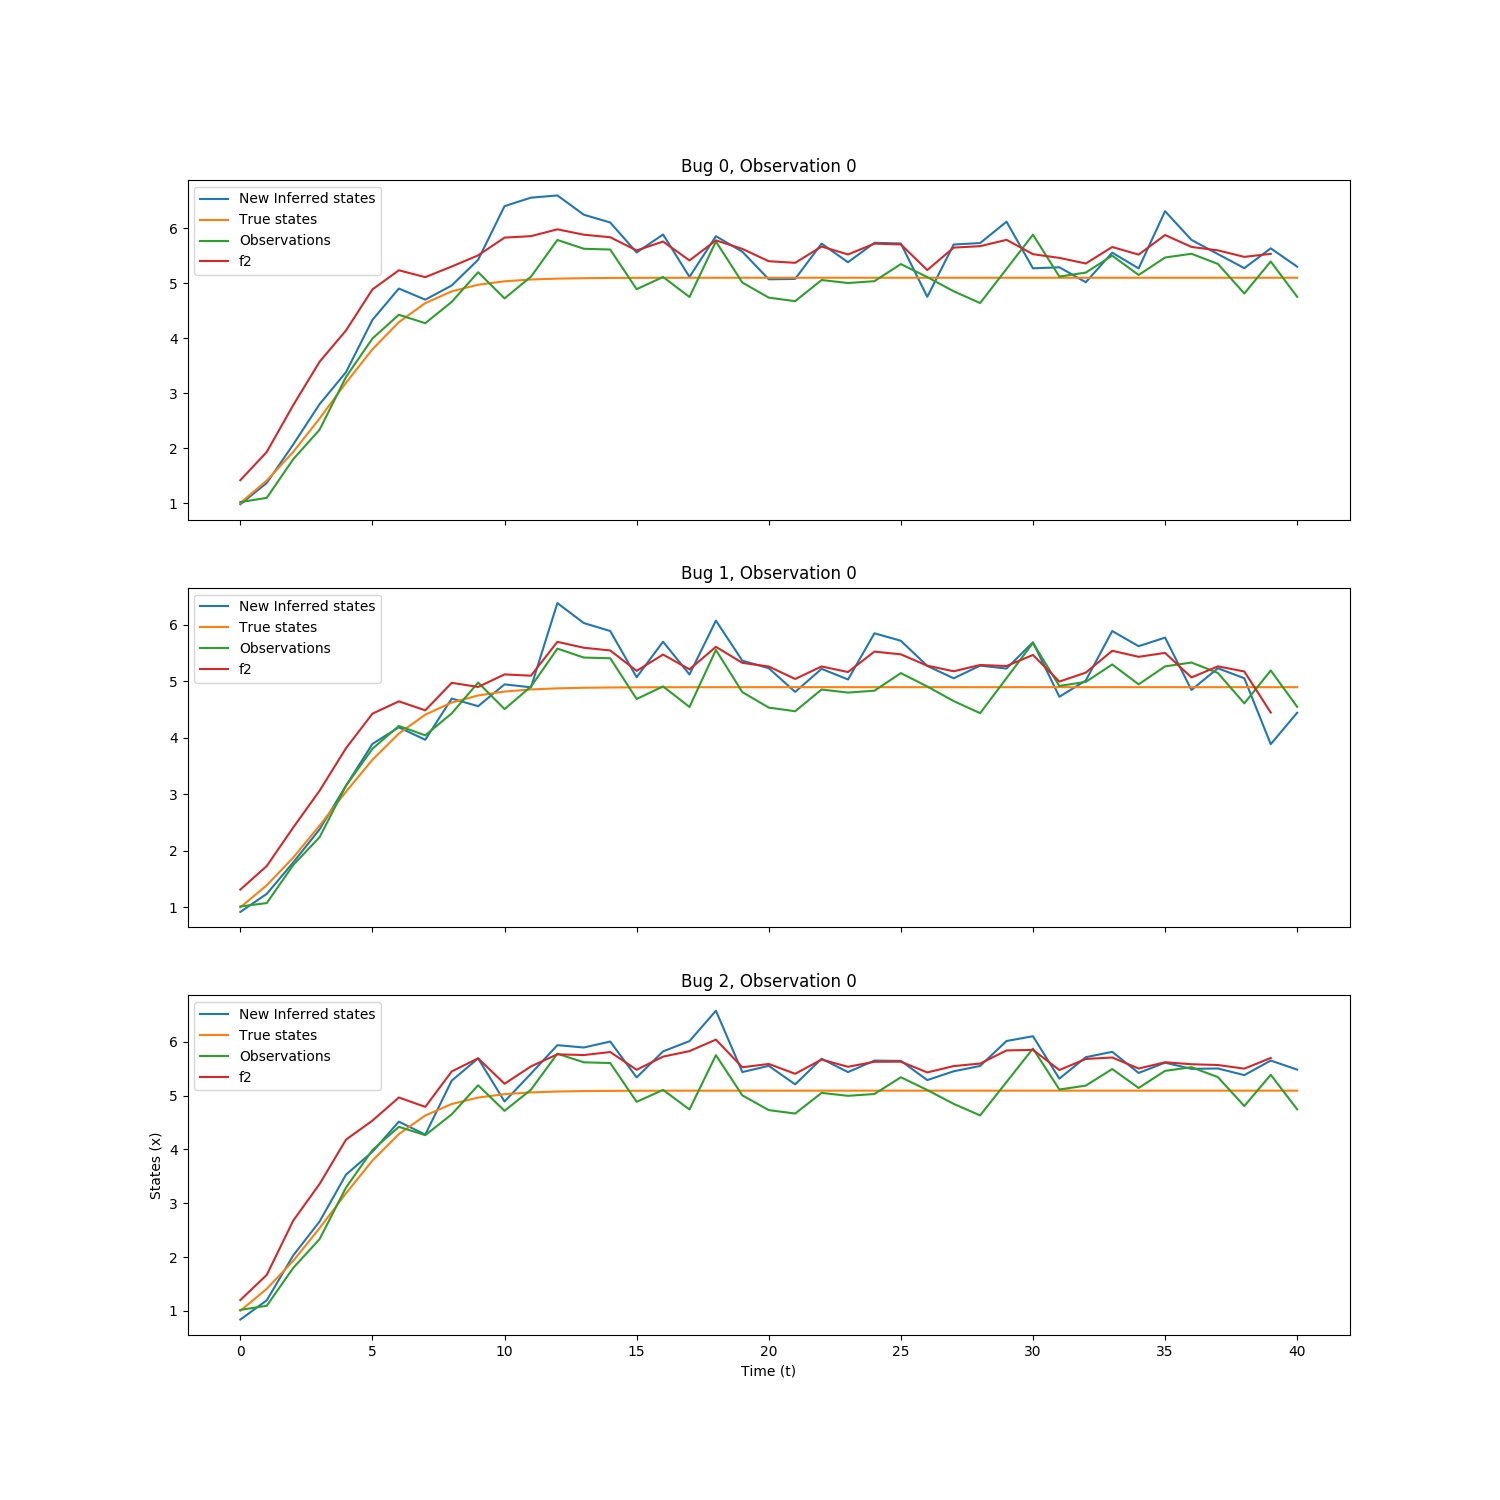 Bug 0, Observation 0
New Inferred states
True states
Observations
f2
6
5
4
3
2
1
Bug 1, Observation 0
New Inferred states
True states
Observations
f2
6
5
4
3
2
1
Bug 2, Observation 0
New Inferred states
True states
Observations
f2
6
5
4
3
2
1
States (x)
0 5 10 15 20 25 30 35 40
Time (t)